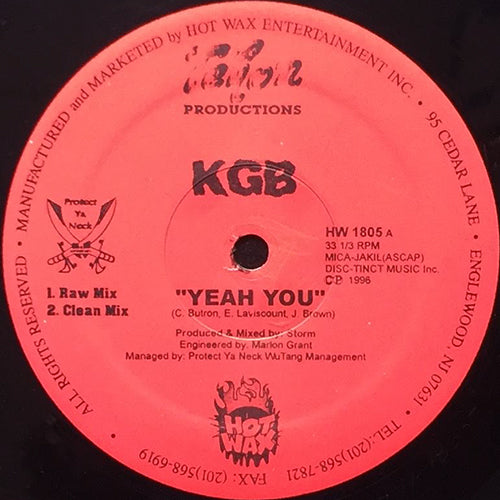 ALL RIGHTS RESERVED • MANUFACTURED and MARKETED by HOT WAX ENTERTAINMENT INC. • 95 CEDAR LANE • ENGLEWOOD NJ 07631 • TEL:(201)568-7821 FAX: (201)568-6919 •
PRODUCTIONS
KGB
Protect
Ya
Neck
HW 1805 A
33 1/3 RPM
MICA-JAKIL(ASCAP)
DISC-TINCT MUSIC Inc.
1996
1. Raw Mix
2. Clean Mix
"YEAH YOU"
(C. Butron, E. Laviscount, J. Brown)
Produced & Mixed by: Storm
Engineered by: Marlon Grant
Managed by: Protect Ya Neck WuTang Management
HOT
WAX